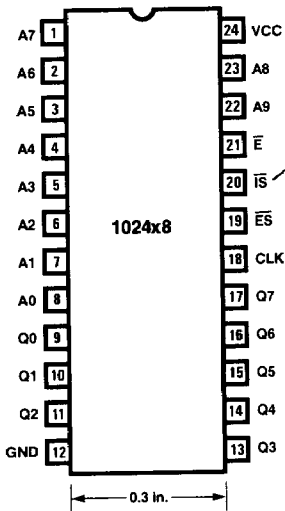 A7 1 24 VCC
A6 2 23 A8
A5 3 22 A9
A4 4 21 E̅
A3 5 20 I̅S̅
A2 6 19 E̅S̅
1024x8
A1 7 18 CLK
A0 8 17 Q7
Q0 9 16 Q6
Q1 10 15 Q5
Q2 11 14 Q4
GND 12 13 Q3
0.3 in.